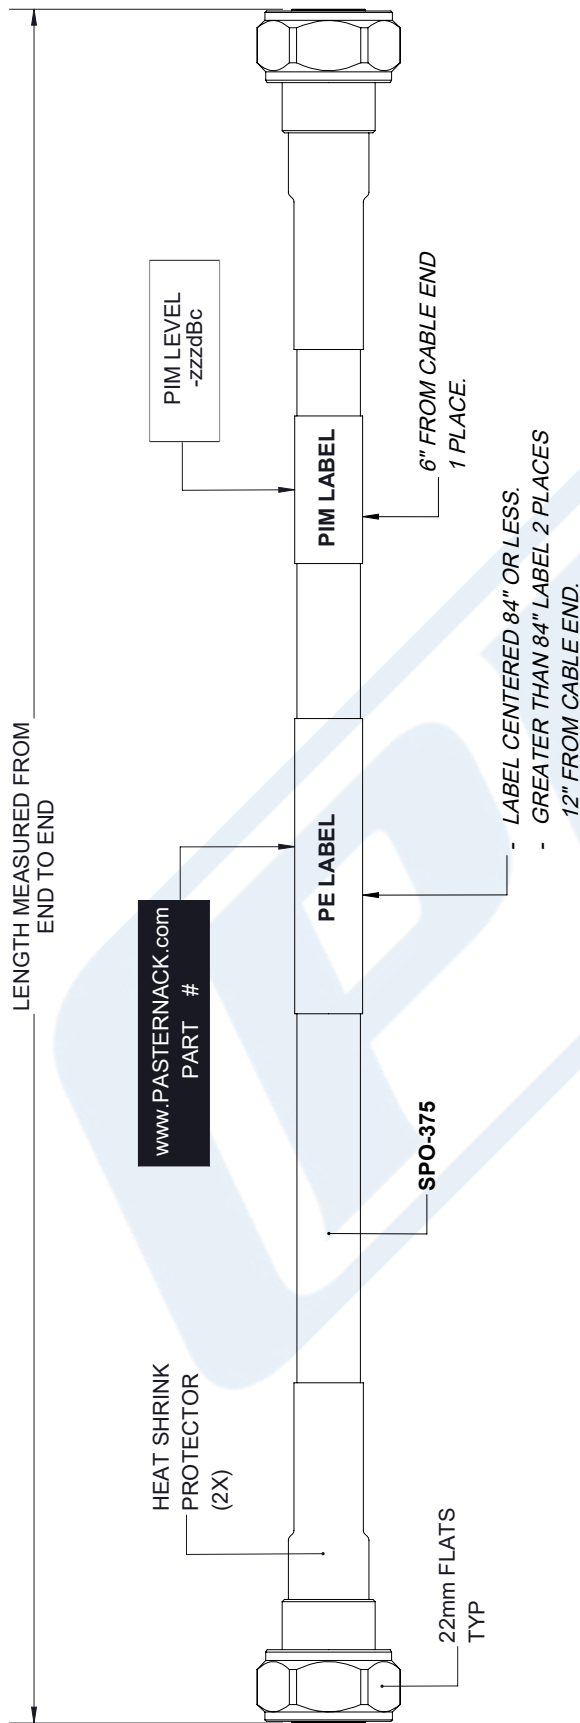 LENGTH MEASURED FROM
END TO END
HEAT SHRINK
PROTECTOR
(2X)
www.PASTERNACK.com
PART #
PIM LEVEL
-zzzdBc
PE LABEL
PIM LABEL
22mm FLATS
TYP
SPO-375
- LABEL CENTERED 84" OR LESS.
- GREATER THAN 84" LABEL 2 PLACES
12" FROM CABLE END.
6" FROM CABLE END
1 PLACE.